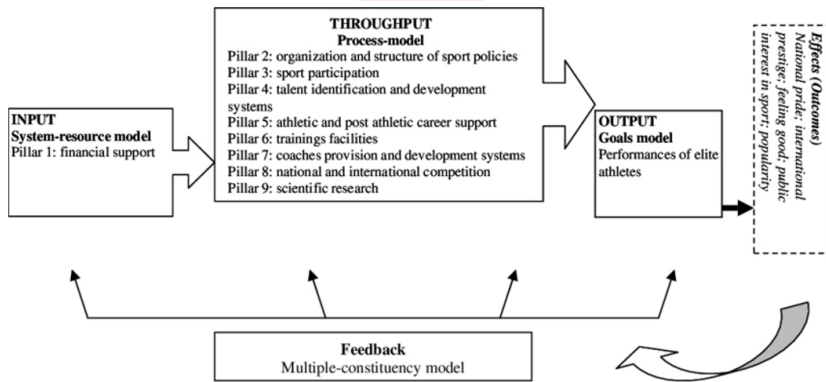 THROUGHPUT
Process-model
Pillar 2: organization and structure of sport policies
Pillar 3: sport participation
Pillar 4: talent identification and development
systems
Pillar 5: athletic and post athletic career support
Pillar 6: trainings facilities
Pillar 7: coaches provision and development systems
Pillar 8: national and international competition
Pillar 9: scientific research
INPUT
System-resource model
Pillar 1: financial support
OUTPUT
Goals model
Performances of elite
athletes
Effects (Outcomes)
National pride; international
prestige; feeling good; public
interest in sport; popularity
Feedback
Multiple-constituency model